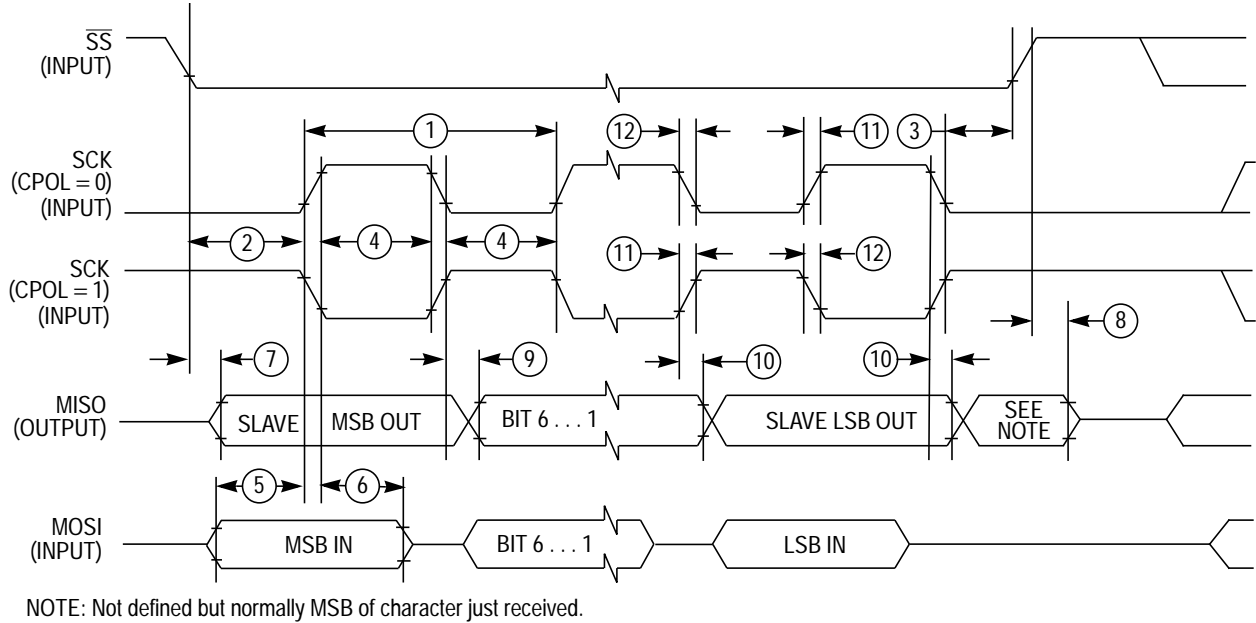 SS
(INPUT)
1
12
11
3
SCK
(CPOL = 0)
(INPUT)
2
4
4
11
12
SCK
(CPOL = 1)
(INPUT)
8
7
9
10
10
MISO
(OUTPUT)
SLAVE
MSB OUT
BIT 6 . . . 1
SLAVE LSB OUT
SEE
NOTE
5
6
MOSI
(INPUT)
MSB IN
BIT 6 . . . 1
LSB IN
NOTE: Not defined but normally MSB of character just received.